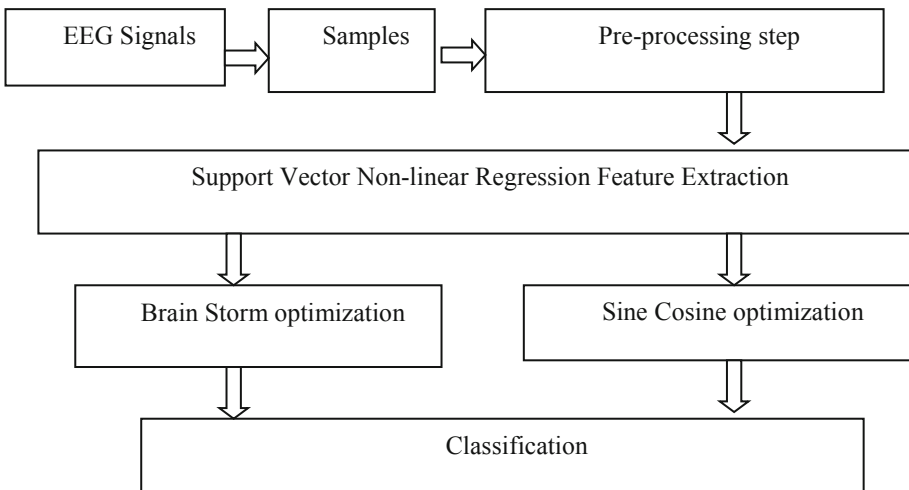 EEG Signals
Samples
Pre-processing step
Support Vector Non-linear Regression Feature Extraction
Brain Storm optimization
Sine Cosine optimization
Classification